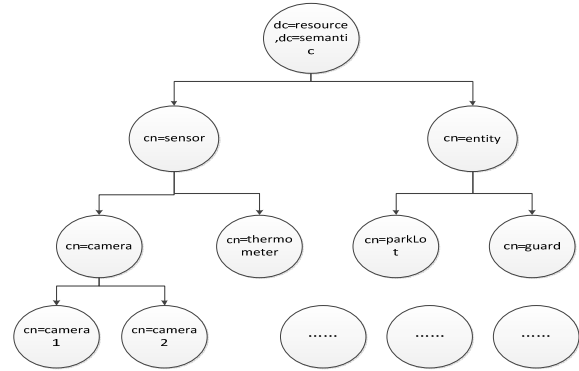 dc=resource
,dc=semanti
c
cn=sensor
cn=entity
cn=camera
cn=thermo
meter
cn=parkLo
t
cn=guard
cn=camera
1
cn=camera
2
......
......
......